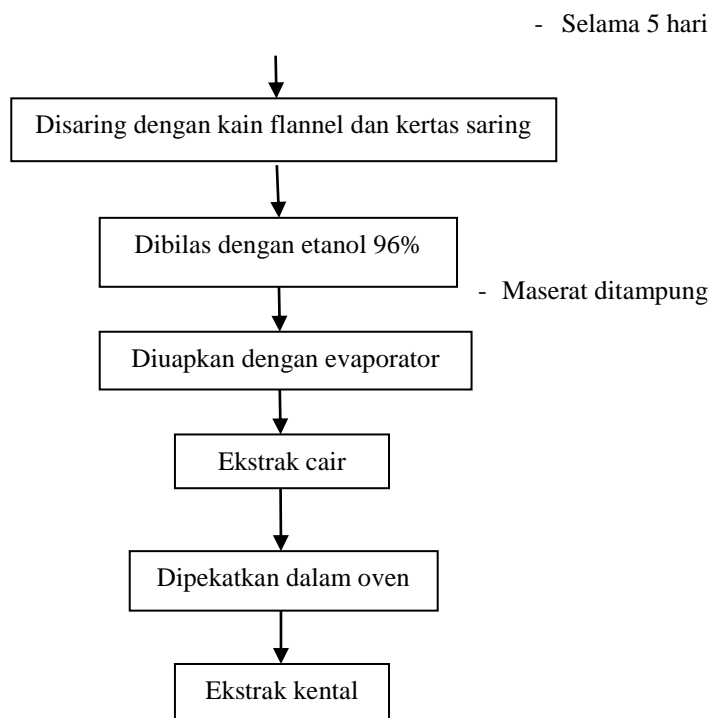 - Selama 5 hari
Disaring dengan kain flannel dan kertas saring
Dibilas dengan etanol 96%
- Maserat ditampung
Diuapkan dengan evaporator
Ekstrak cair
Dipekatkan dalam oven
Ekstrak kental